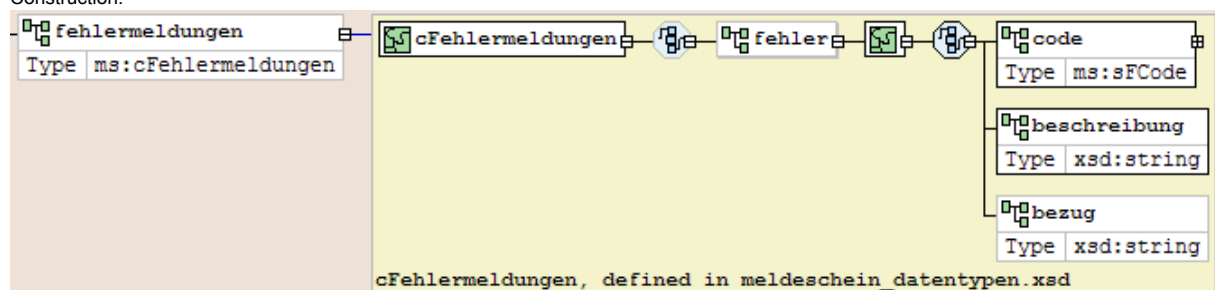 Construction:
fehlermeldungen
Type ms:cFehlermeldungen
cFehlermeldungen
fehler
code
Type ms:sFCode
beschreibung
Type xsd:string
bezug
Type xsd:string
cFehlermeldungen, defined in meldeschein_datentypen.xsd